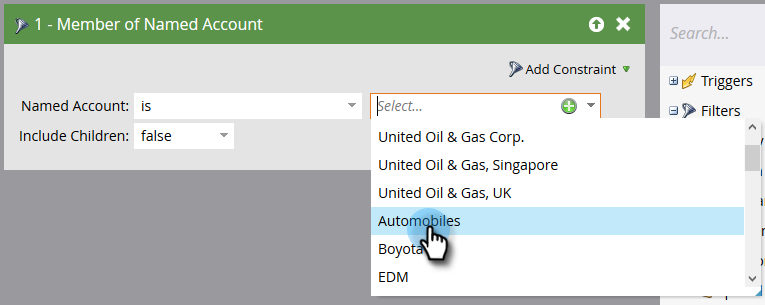 1 - Member of Named Account
Search...
Add Constraint
Triggers
Named Account: is Select...
Filters
Include Children: false
United Oil & Gas Corp.
United Oil & Gas, Singapore
United Oil & Gas, UK
Automobiles
Boyota
EDM